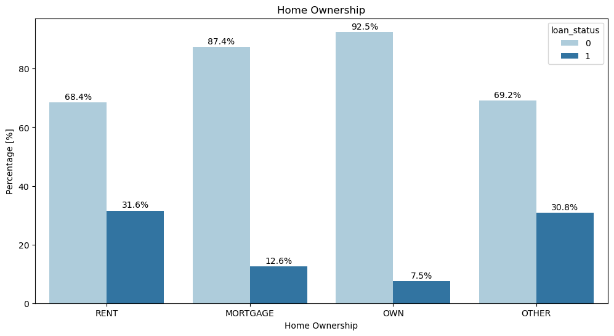 Home Ownership
loan_status
0
1
Percentage [%]
80
60
40
20
0
68.4%
31.6%
87.4%
12.6%
92.5%
7.5%
69.2%
30.8%
RENT
MORTGAGE
OWN
OTHER
Home Ownership